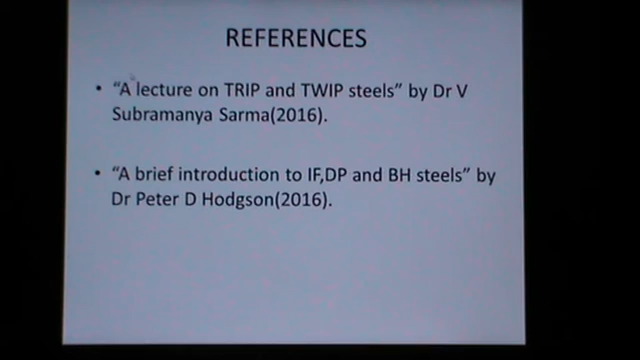 REFERENCES
• "A lecture on TRIP and TWIP steels" by Dr V
Subramanya Sarma(2016).
• "A brief introduction to IF,DP and BH steels" by
Dr Peter D Hodgson(2016).